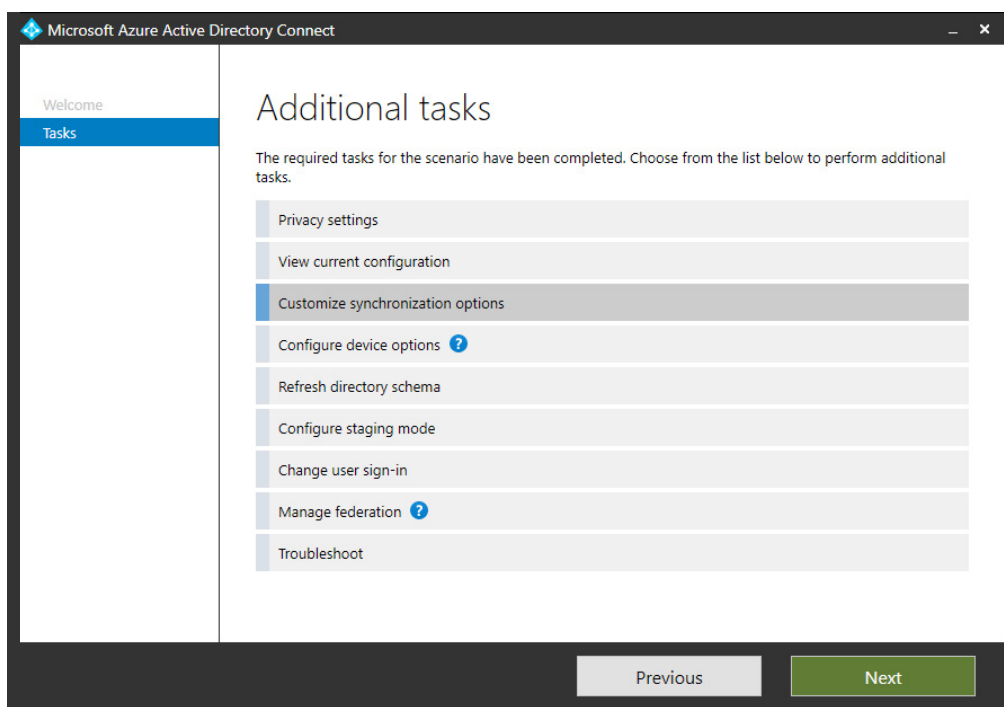 Microsoft Azure Active Directory Connect
Welcome
Tasks
Additional tasks
The required tasks for the scenario have been completed. Choose from the list below to perform additional
tasks.
Privacy settings
View current configuration
Customize synchronization options
Configure device options ?
Refresh directory schema
Configure staging mode
Change user sign-in
Manage federation ?
Troubleshoot
Previous
Next